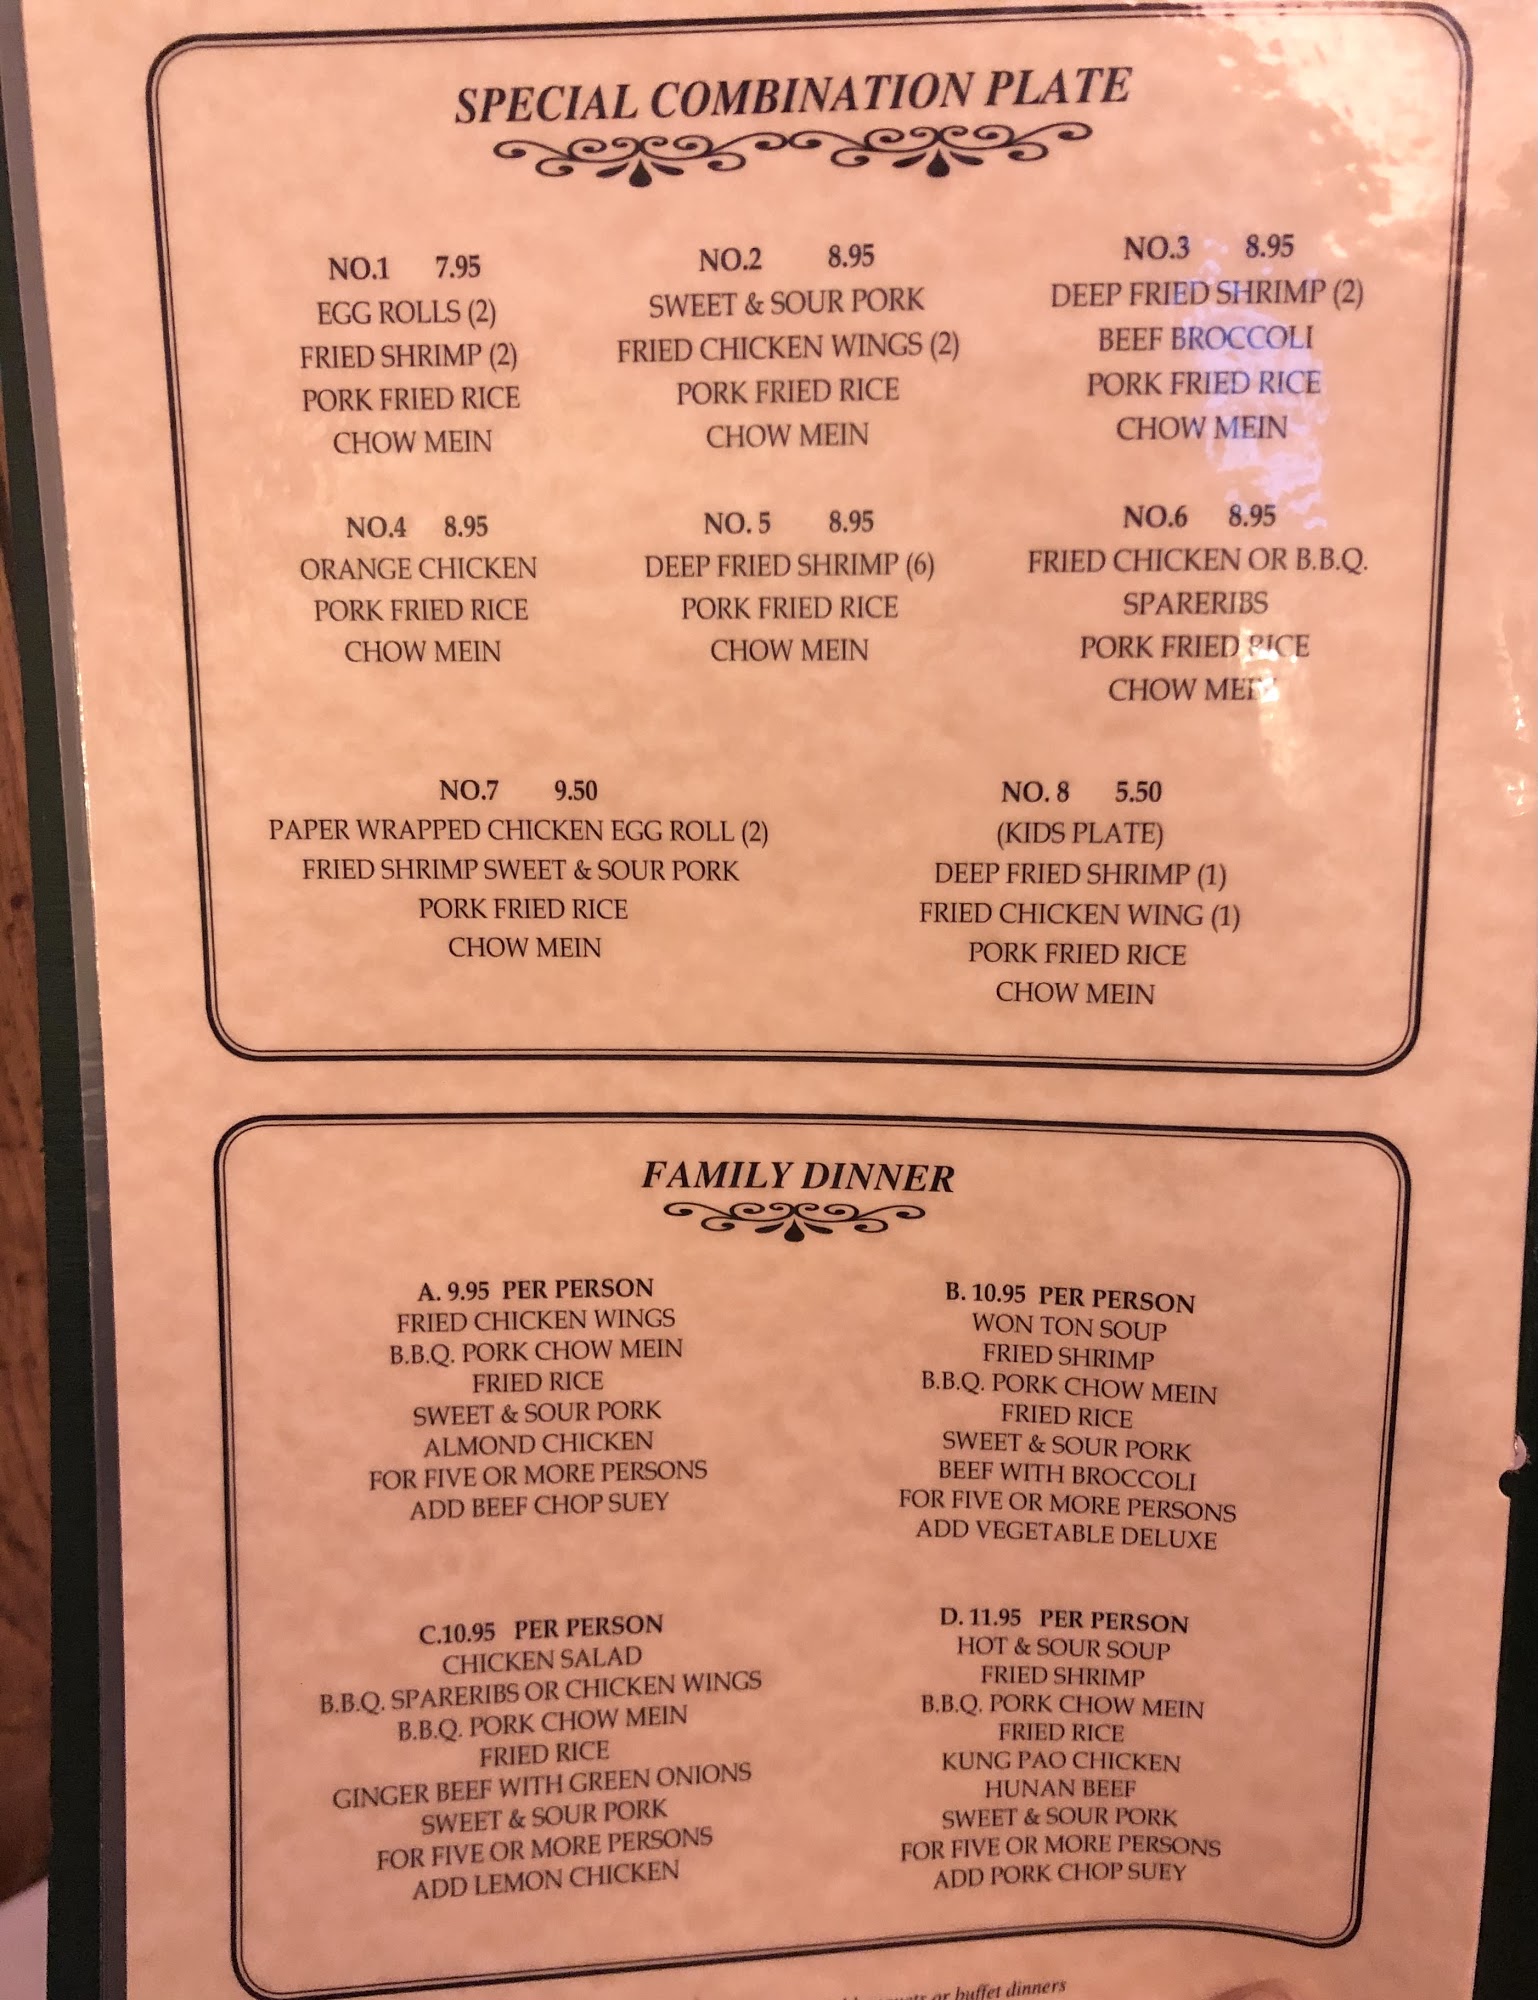 SPECIAL COMBINATION PLATE
NO.1 7.95
EGG ROLLS (2)
FRIED SHRIMP (2)
PORK FRIED RICE
CHOW MEIN
NO.2 8.95
SWEET & SOUR PORK
FRIED CHICKEN WINGS (2)
PORK FRIED RICE
CHOW MEIN
NO.3 8.95
DEEP FRIED SHRIMP (2)
BEEF BROCCOLI
PORK FRIED RICE
CHOW MEIN
NO.4 8.95
ORANGE CHICKEN
PORK FRIED RICE
CHOW MEIN
NO. 5 8.95
DEEP FRIED SHRIMP (6)
PORK FRIED RICE
CHOW MEIN
NO.6 8.95
FRIED CHICKEN OR B.B.Q.
SPARERIBS
PORK FRIED RICE
CHOW MEIN
NO.7 9.50
PAPER WRAPPED CHICKEN EGG ROLL (2)
FRIED SHRIMP SWEET & SOUR PORK
PORK FRIED RICE
CHOW MEIN
NO. 8 5.50
(KIDS PLATE)
DEEP FRIED SHRIMP (1)
FRIED CHICKEN WING (1)
PORK FRIED RICE
CHOW MEIN
FAMILY DINNER
A. 9.95 PER PERSON
FRIED CHICKEN WINGS
B.B.Q. PORK CHOW MEIN
FRIED RICE
SWEET & SOUR PORK
ALMOND CHICKEN
FOR FIVE OR MORE PERSONS
ADD BEEF CHOP SUEY
B. 10.95 PER PERSON
WON TON SOUP
FRIED SHRIMP
B.B.Q. PORK CHOW MEIN
FRIED RICE
SWEET & SOUR PORK
BEEF WITH BROCCOLI
FOR FIVE OR MORE PERSONS
ADD VEGETABLE DELUXE
C.10.95 PER PERSON
CHICKEN SALAD
B.B.Q. SPARERIBS OR CHICKEN WINGS
B.B.Q. PORK CHOW MEIN
FRIED RICE
GINGER BEEF WITH GREEN ONIONS
SWEET & SOUR PORK
FOR FIVE OR MORE PERSONS
ADD LEMON CHICKEN
D. 11.95 PER PERSON
HOT & SOUR SOUP
FRIED SHRIMP
B.B.Q. PORK CHOW MEIN
FRIED RICE
KUNG PAO CHICKEN
HUNAN BEEF
SWEET & SOUR PORK
FOR FIVE OR MORE PERSONS
ADD PORK CHOP SUEY
or buffet dinners